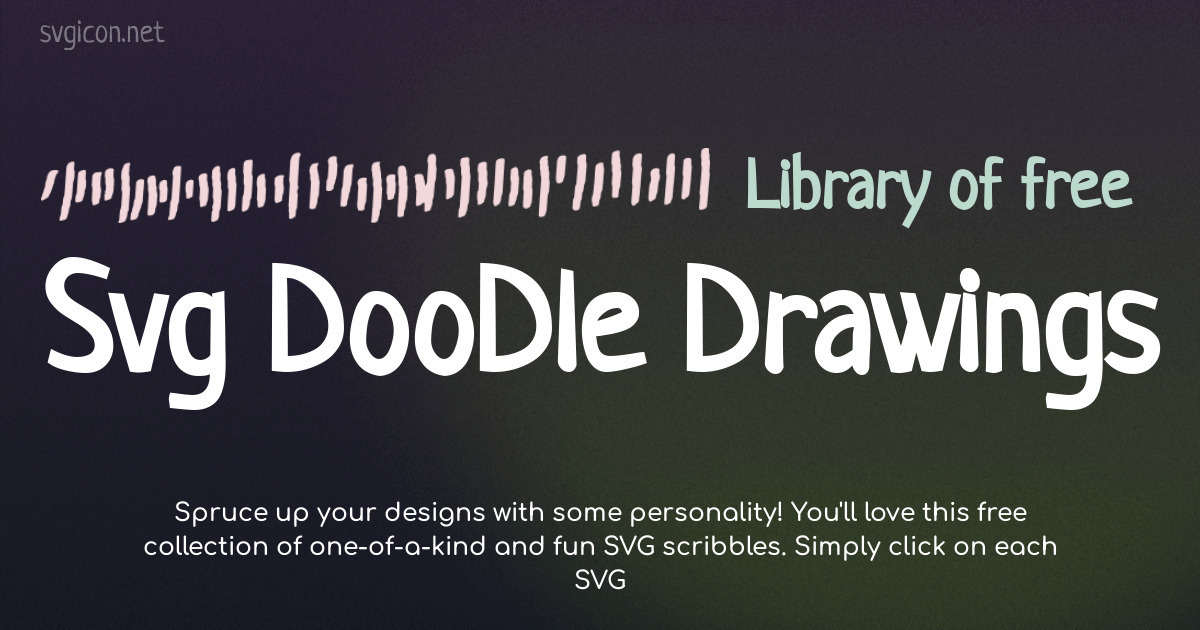 svgicon.net
Library of free
Svg DooDle Drawings
Spruce up your designs with some personality! You'll love this free
collection of one-of-a-kind and fun SVG scribbles. Simply click on each
SVG